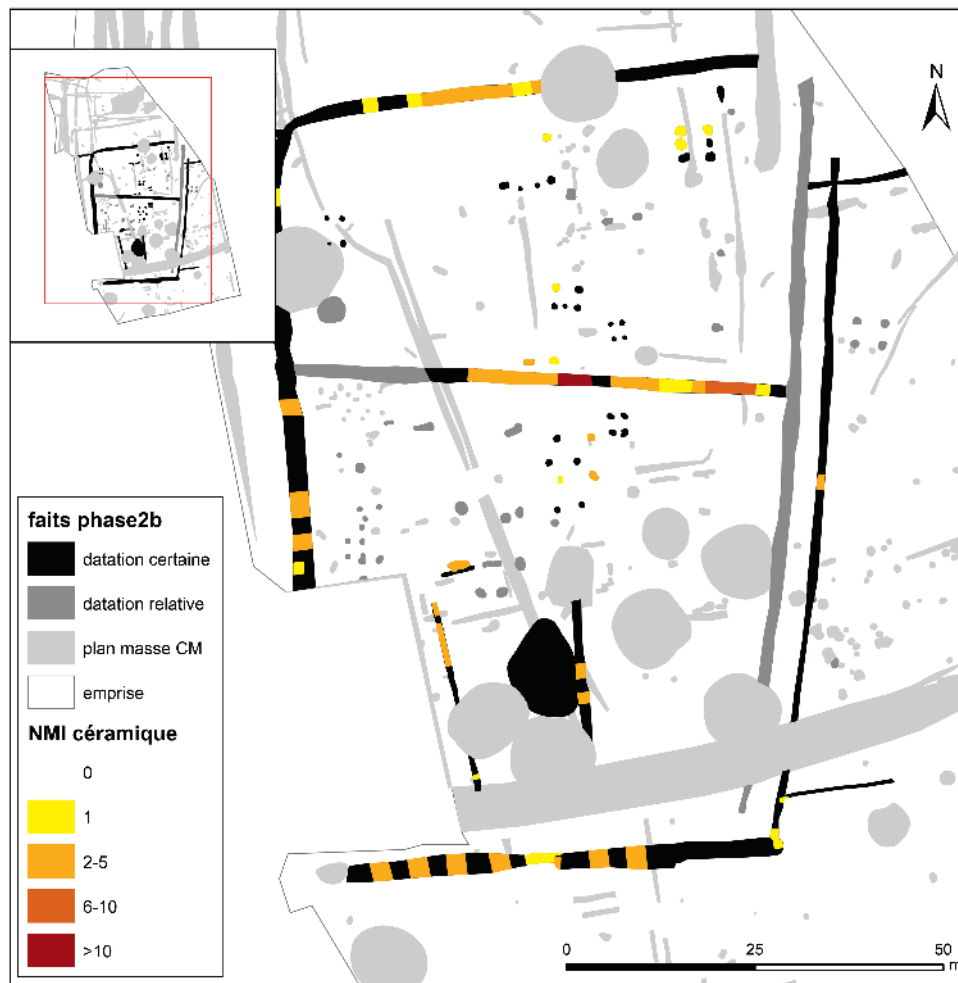 N
faits phase2b
datation certaine
datation relative
plan masse CM
emprise
NMI céramique
0
1
2-5
6-10
>10
0 25 50
m